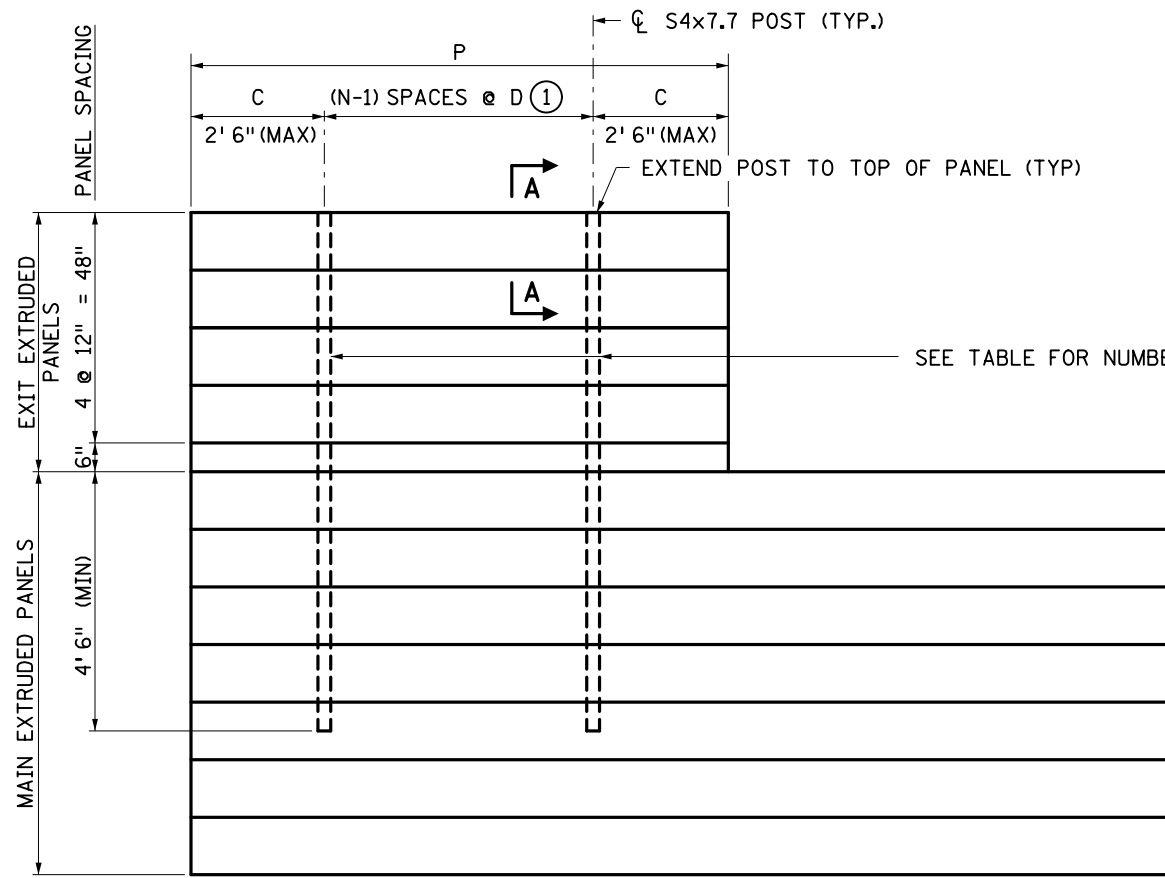 ℄ S4x7.7 POST (TYP.)
P
C
(N-1) SPACES @ D 1
C
2'6" (MAX)
2'6" (MAX)
PANEL SPACING
EXTEND POST TO TOP OF PANEL (TYP)
A
A
EXIT EXTRUDED
PANELS
4 @ 12" = 48"
6"
SEE TABLE FOR NUMBE
MAIN EXTRUDED PANELS
4'6" (MIN)